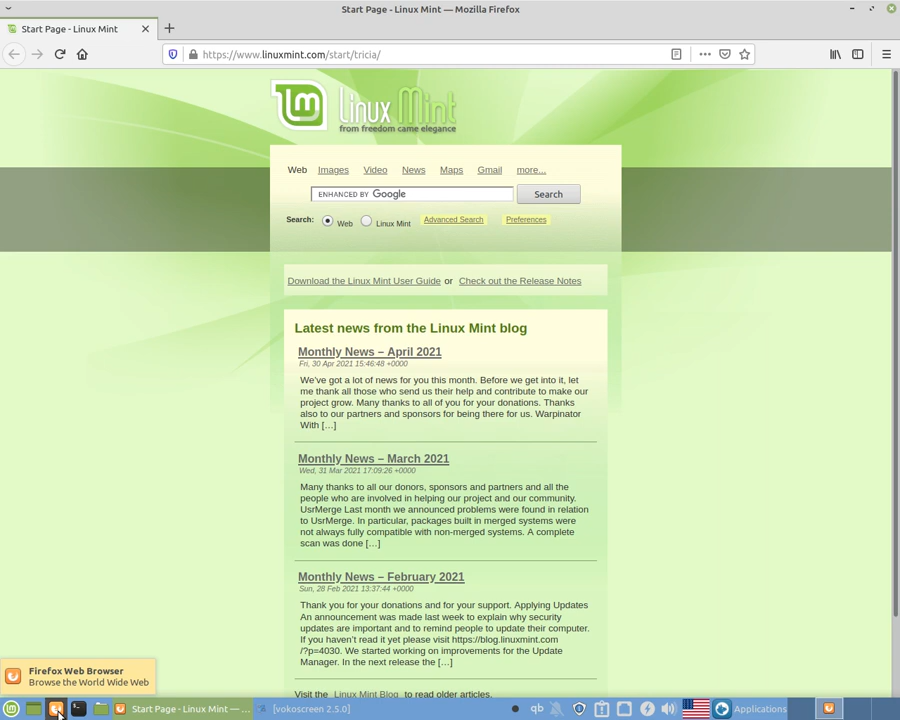 Start Page - Linux Mint — Mozilla Firefox
Start Page - Linux Mint
https://www.linuxmint.com/start/tricia/
Linux Mint
from freedom came elegance
Web Images Video News Maps Gmail more...
ENHANCED BY Google Search
Search: Web Linux Mint Advanced Search Preferences
Download the Linux Mint User Guide or Check out the Release Notes
Latest news from the Linux Mint blog
Monthly News – April 2021
Fri, 30 Apr 2021 15:46:48 +0000
We've got a lot of news for you this month. Before we get into it, let
me thank all those who send us their help and contribute to make our
project grow. Many thanks to all of you for your donations. Thanks
also to our partners and sponsors for being there for us. Warpinator
With […]
Monthly News – March 2021
Wed, 31 Mar 2021 17:09:26 +0000
Many thanks to all our donors, sponsors and partners and all the
people who are involved in helping our project and our community.
UsrMerge Last month we announced problems were found in relation
to UsrMerge. In particular, packages built in merged systems were
not always fully compatible with non-merged systems. A complete
scan was done […]
Monthly News – February 2021
Sun, 28 Feb 2021 13:37:44 +0000
Thank you for your donations and for your support. Applying Updates
An announcement was made last week to explain why security
updates are important and to remind people to update their computer.
If you haven't read it yet please visit https://blog.linuxmint.com
/?p=4030. We started working on improvements for the Update
Manager. In the next release the […]
Visit the Linux Mint Blog to read older articles.
Firefox Web Browser
Browse the World Wide Web
Start Page - Linux Mint — ...
[vokoscreen 2.5.0]
qb
Applications